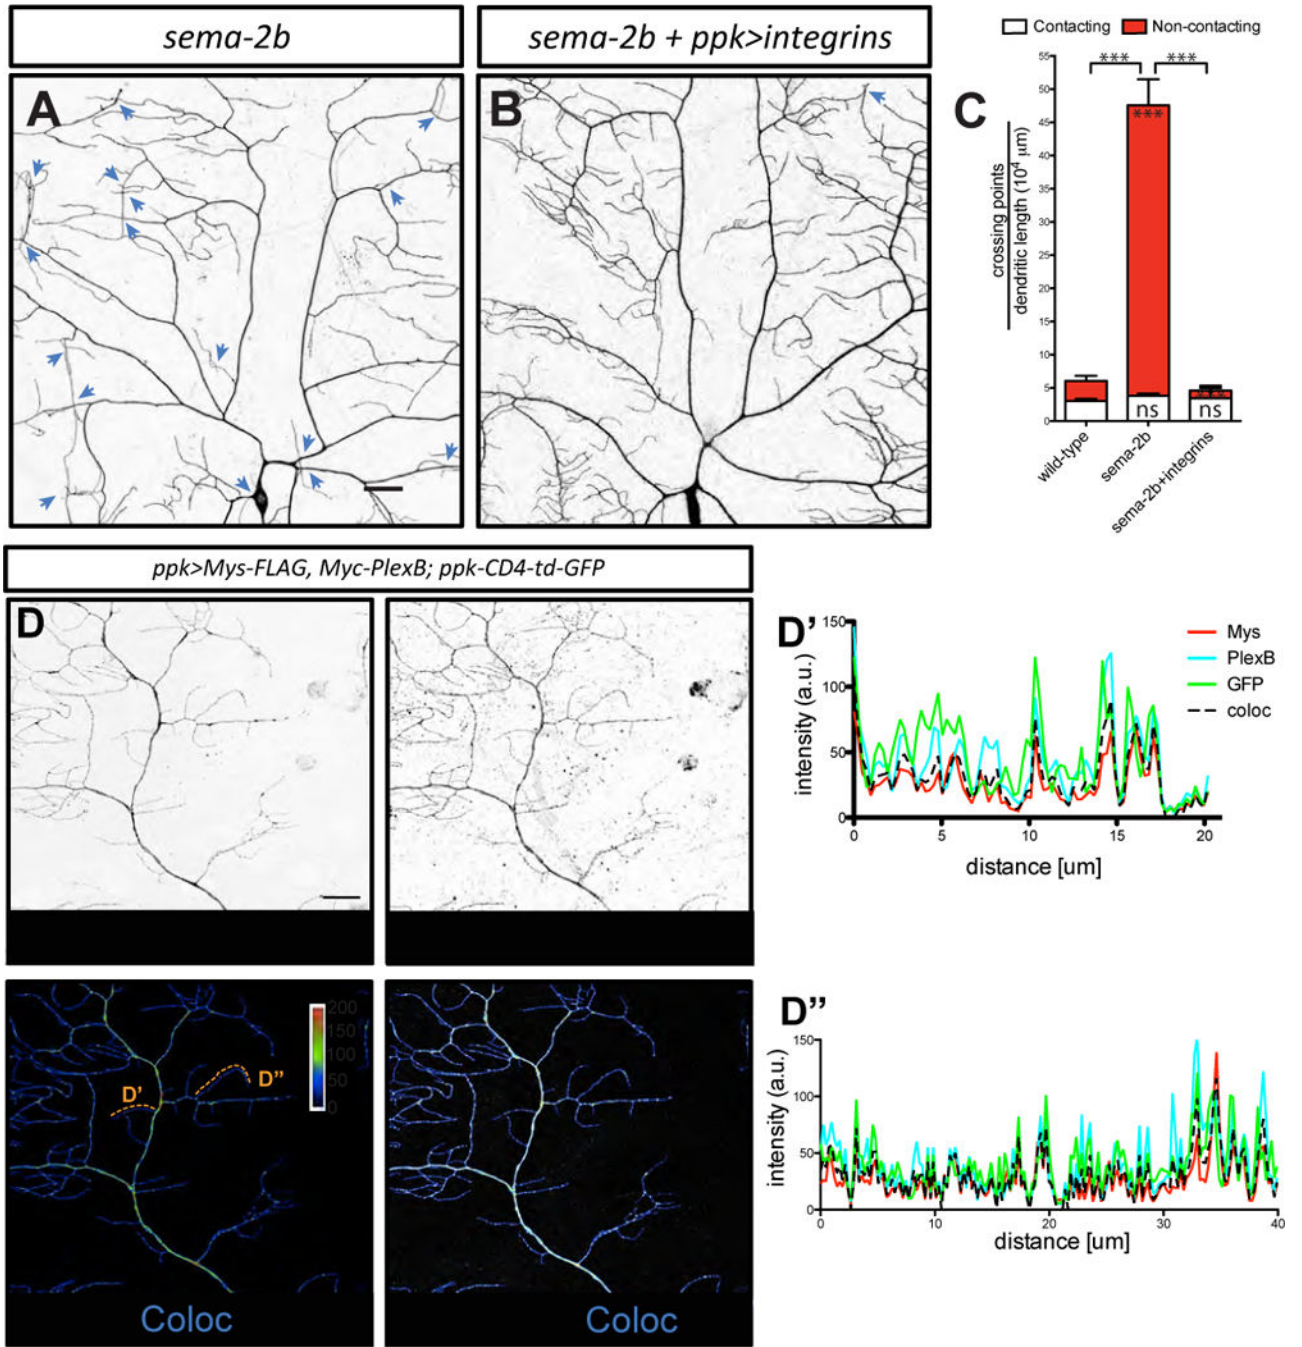 sema-2b
sema-2b + ppk>integrins
A
B
C
Contacting
Non-contacting
***
***
crossing points
dendritic length (10⁴ µm)
55
50
45
40
35
30
25
20
15
10
5
0
***
ns
***
ns
wild-type
sema-2b
sema-2b+integrins
ppk>Mys-FLAG, Myc-PlexB; ppk-CD4-td-GFP
D
D'
intensity (a.u.)
150
100
50
0
0 5 10 15 20
distance [um]
Mys
PlexB
GFP
coloc
200
150
100
50
0
D'
D''
Coloc
Coloc
D''
intensity (a.u.)
150
100
50
0
0 10 20 30 40
distance [um]